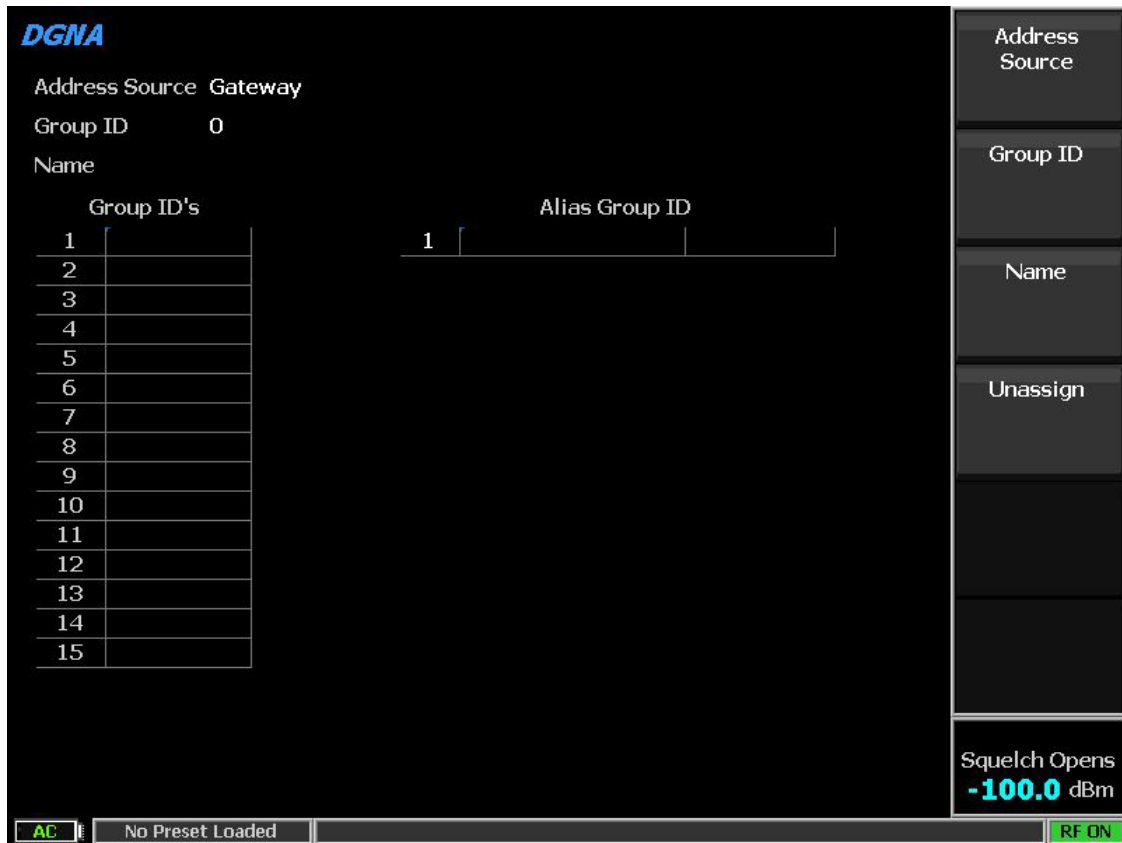 DGNA
Address Source Gateway
Group ID 0
Name
Group ID's Alias Group ID
1 1
2
3
4
5
6
7
8
9
10
11
12
13
14
15
Address
Source
Group ID
Name
Unassign
Squelch Opens
-100.0 dBm
AC No Preset Loaded RF ON